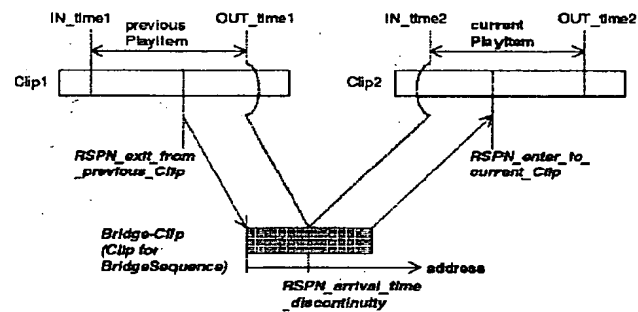 IN_time1
previous
PlayItem
OUT_time1
IN_time2
current
PlayItem
OUT_time2
Clip1
Clip2
RSPN_exit_from
_previous_Clip
RSPN_enter_to_
current_Clip
Bridge-Clip
(Clip for
BridgeSequence)
address
RSPN_arrival_time
_discontinuity